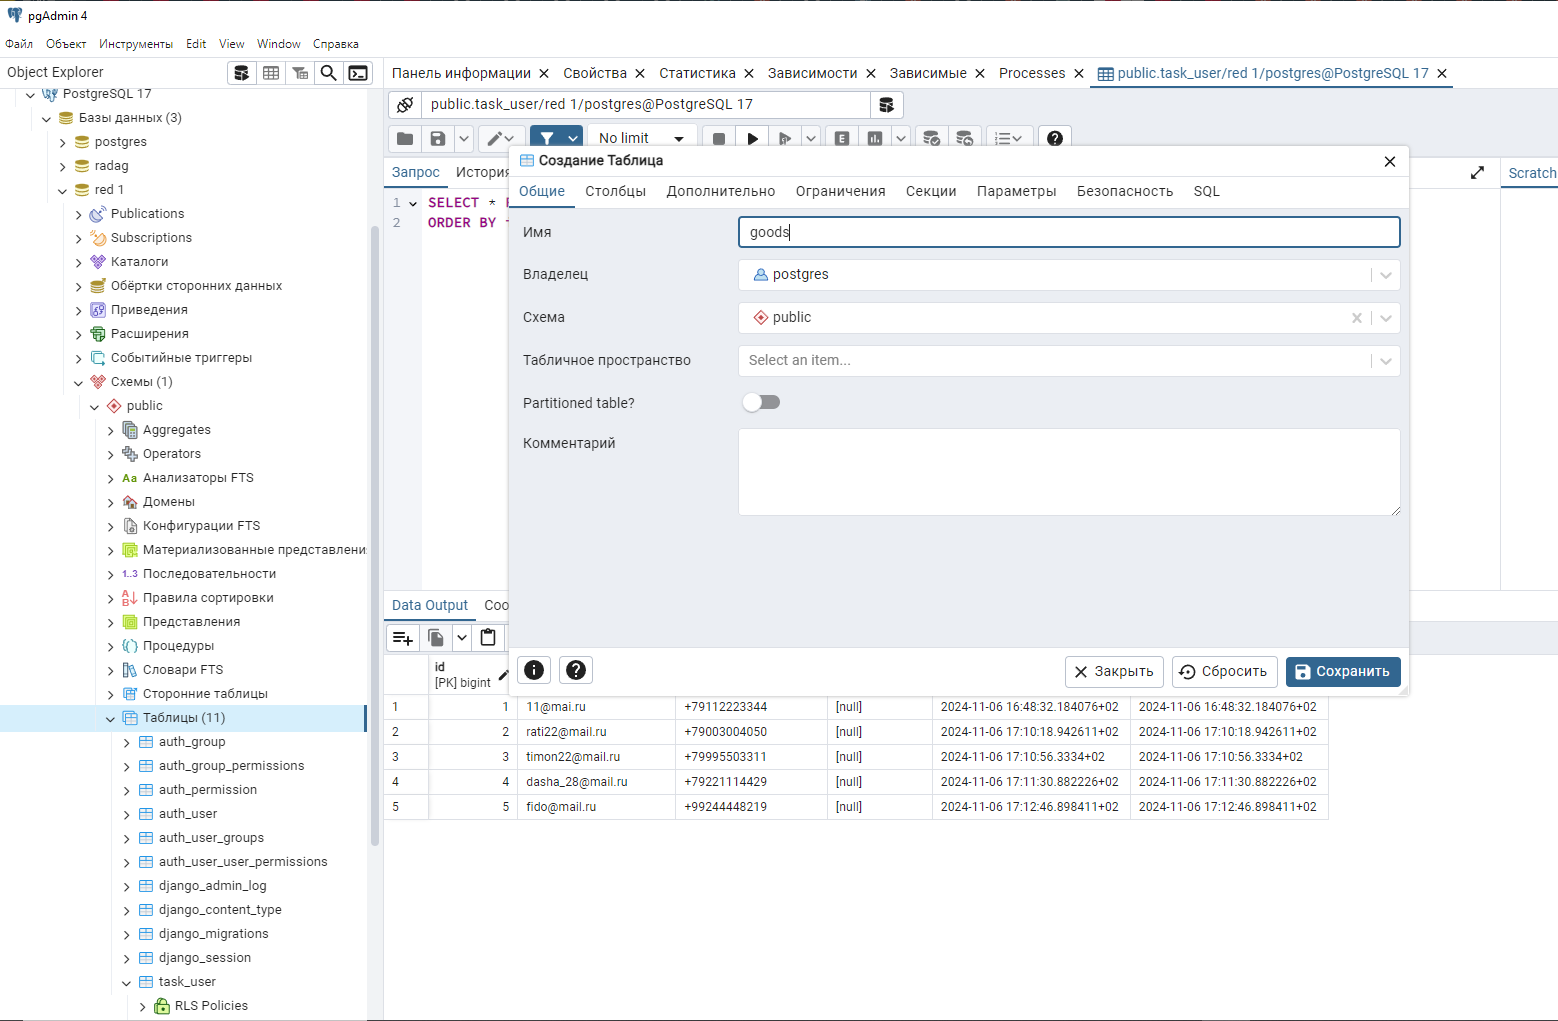 pgAdmin 4
Файл Объект Инструменты Edit View Window Справка
Object Explorer
PostgreSQL 17
Базы данных (3)
postgres
radag
red 1
Publications
Subscriptions
Каталоги
Обёртки сторонних данных
Приведения
Расширения
Событийные триггеры
Схемы (1)
public
Aggregates
Operators
Aa Анализаторы FTS
Домены
Конфигурации FTS
Материализованные представлени
1..3 Последовательности
Правила сортировки
Представления
Процедуры
Словари FTS
Сторонние таблицы
Таблицы (11)
auth_group
auth_group_permissions
auth_permission
auth_user
auth_user_groups
auth_user_user_permissions
django_admin_log
django_content_type
django_migrations
django_session
task_user
RLS Policies
Панель информации Свойства Статистика Зависимости Зависимые Processes public.task_user/red 1/postgres@PostgreSQL 17
public.task_user/red 1/postgres@PostgreSQL 17
No limit
E
Запрос История
Scratch
1 SELECT * F
2 ORDER BY
Создание Таблица
Общие Столбцы Дополнительно Ограничения Секции Параметры Безопасность SQL
Имя goods
Владелец postgres
Схема public
Табличное пространство Select an item...
Partitioned table?
Комментарий
Закрыть Сбросить Сохранить
Data Output Соо
id
[PK] bigint
1 1 11@mai.ru +79112223344 [null] 2024-11-06 16:48:32.184076+02 2024-11-06 16:48:32.184076+02
2 2 rati22@mail.ru +79003004050 [null] 2024-11-06 17:10:18.942611+02 2024-11-06 17:10:18.942611+02
3 3 timon22@mail.ru +79995503311 [null] 2024-11-06 17:10:56.3334+02 2024-11-06 17:10:56.3334+02
4 4 dasha_28@mail.ru +79221114429 [null] 2024-11-06 17:11:30.882226+02 2024-11-06 17:11:30.882226+02
5 5 fido@mail.ru +99244448219 [null] 2024-11-06 17:12:46.898411+02 2024-11-06 17:12:46.898411+02